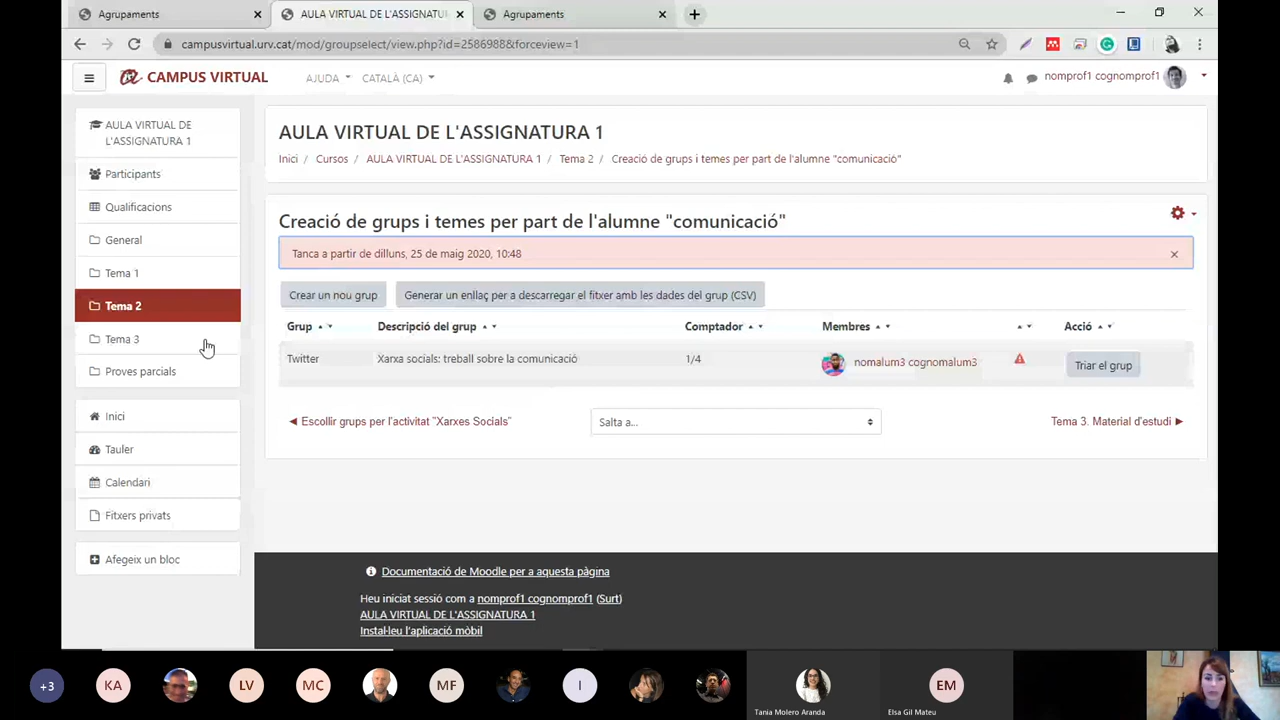 Agrupaments
AULA VIRTUAL DE L'ASSIGNATUR
Agrupaments
campusvirtual.urv.cat/mod/groupselect/view.php?id=2586988&forceview=1
CAMPUS VIRTUAL
AJUDA
CATALÀ (CA)
nomprof1 cognomprof1
AULA VIRTUAL DE
L'ASSIGNATURA 1
Participants
Qualificacions
General
Tema 1
Tema 2
Tema 3
Proves parcials
Inici
Tauler
Calendari
Fitxers privats
Afegeix un bloc
AULA VIRTUAL DE L'ASSIGNATURA 1
Inici / Cursos / AULA VIRTUAL DE L'ASSIGNATURA 1 / Tema 2 / Creació de grups i temes per part de l'alumne "comunicació"
Creació de grups i temes per part de l'alumne "comunicació"
Tanca a partir de dilluns, 25 de maig 2020, 10:48 ×
Crear un nou grup Generar un enllaç per a descarregar el fitxer amb les dades del grup (CSV)
Grup Descripció del grup Comptador Membres Acció
Twitter Xarxa socials: treball sobre la comunicació 1/4 nomalum3 cognomalum3 Triar el grup
◄ Escollir grups per l'activitat "Xarxes Socials" Salta a... Tema 3. Material d'estudi ►
Documentació de Moodle per a aquesta pàgina
Heu iniciat sessió com a nomprof1 cognomprof1 (Surt)
AULA VIRTUAL DE L'ASSIGNATURA 1
Instal·leu l'aplicació mòbil
+3 KA LV MC MF I EM
Tania Molero Aranda Elsa Gil Mateu